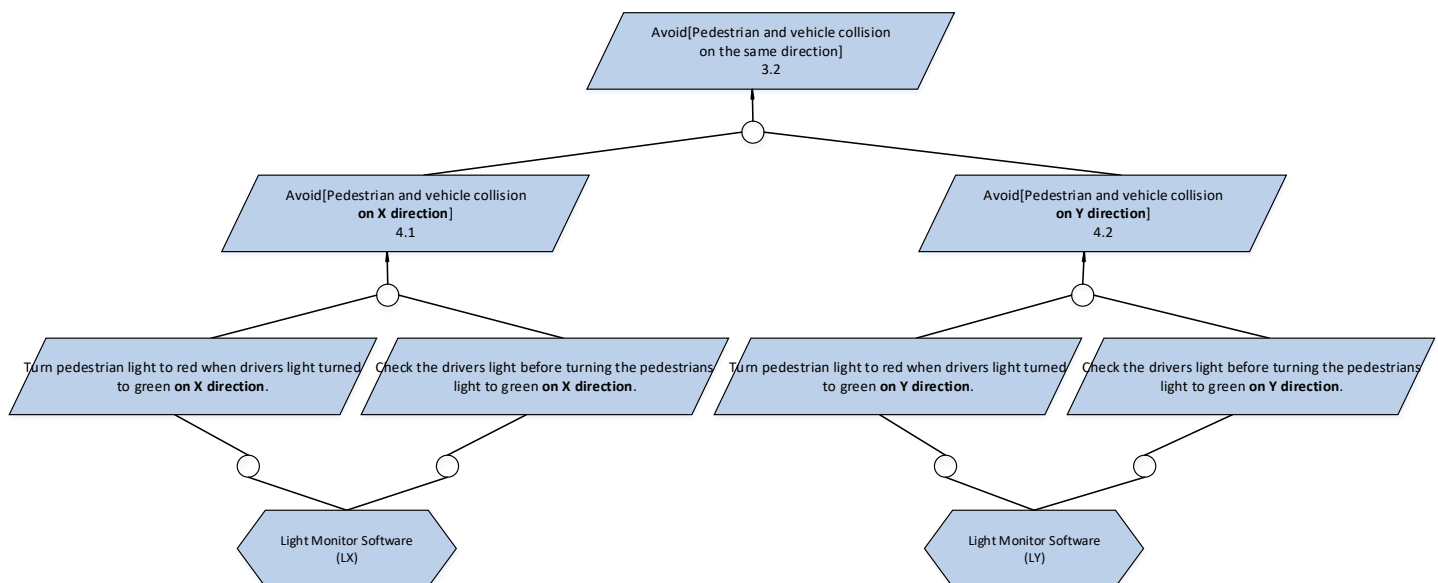 Avoid[Pedestrian and vehicle collision
on the same direction]
3.2
Avoid[Pedestrian and vehicle collision
on X direction]
4.1
Avoid[Pedestrian and vehicle collision
on Y direction]
4.2
Turn pedestrian light to red when drivers light turned
to green on X direction.
Check the drivers light before turning the pedestrians
light to green on X direction.
Turn pedestrian light to red when drivers light turned
to green on Y direction.
Check the drivers light before turning the pedestrians
light to green on Y direction.
Light Monitor Software
(LX)
Light Monitor Software
(LY)